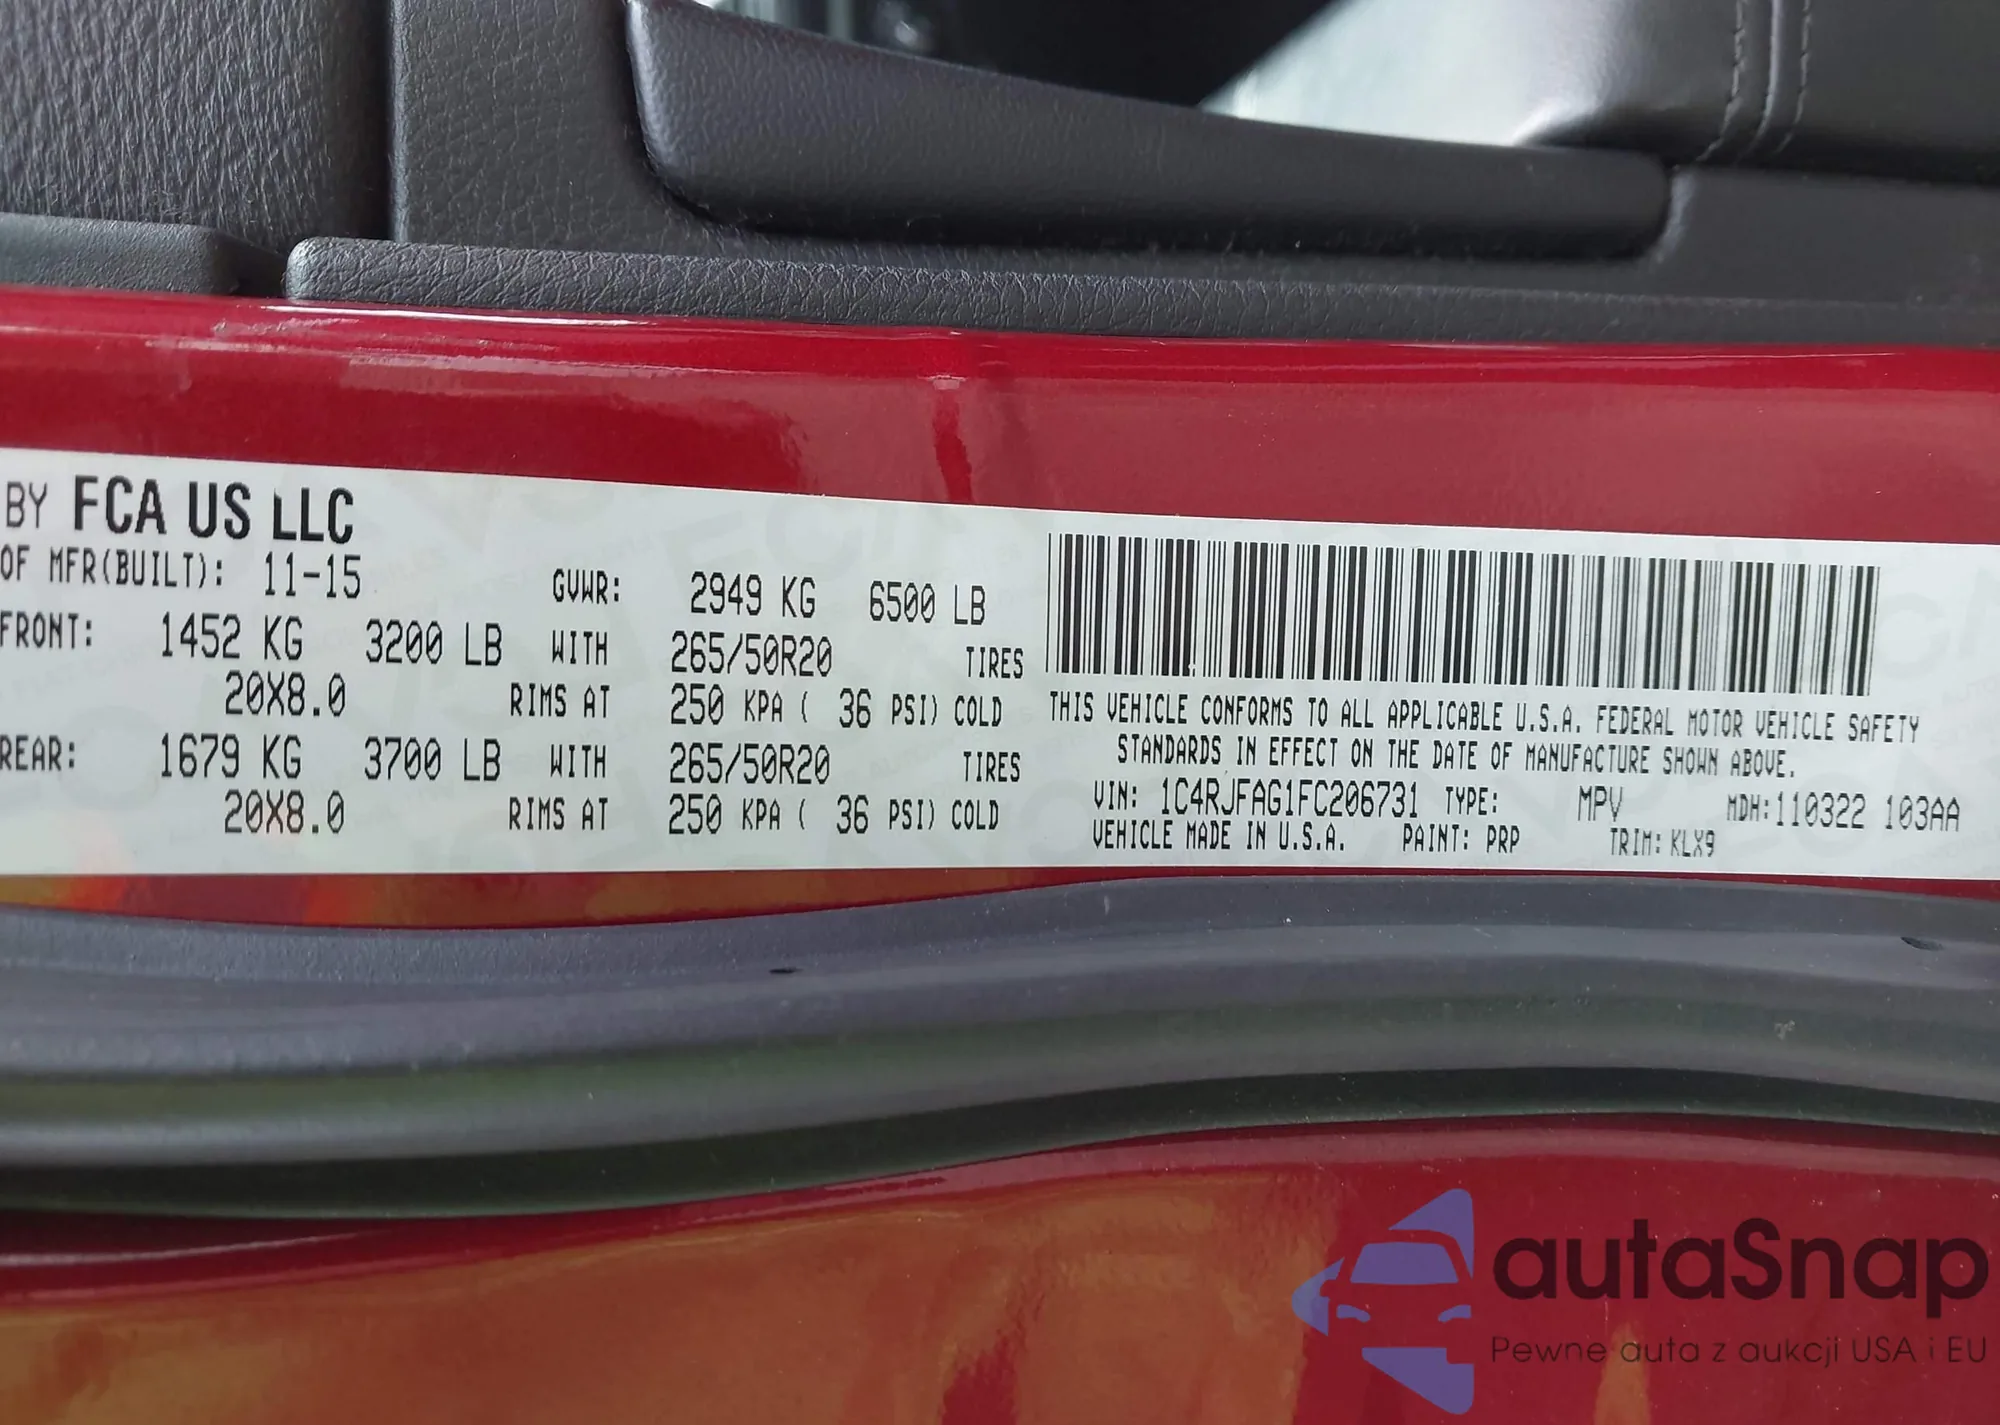 BY FCA US LLC
OF MFR(BUILT): 11-15 GVWR: 2949 KG 6500 LB
FRONT: 1452 KG 3200 LB WITH 265/50R20 TIRES
20X8.0 RIMS AT 250 KPA ( 36 PSI) COLD
REAR: 1679 KG 3700 LB WITH 265/50R20 TIRES
20X8.0 RIMS AT 250 KPA ( 36 PSI) COLD
THIS VEHICLE CONFORMS TO ALL APPLICABLE U.S.A. FEDERAL MOTOR VEHICLE SAFETY
STANDARDS IN EFFECT ON THE DATE OF MANUFACTURE SHOWN ABOVE.
VIN: 1C4RJFAG1FC206731 TYPE: MPV MDH:110322 103AA
VEHICLE MADE IN U.S.A. PAINT: PRP TRIM: KLX9
autaSnap
Pewne auta z aukcji USA i EU